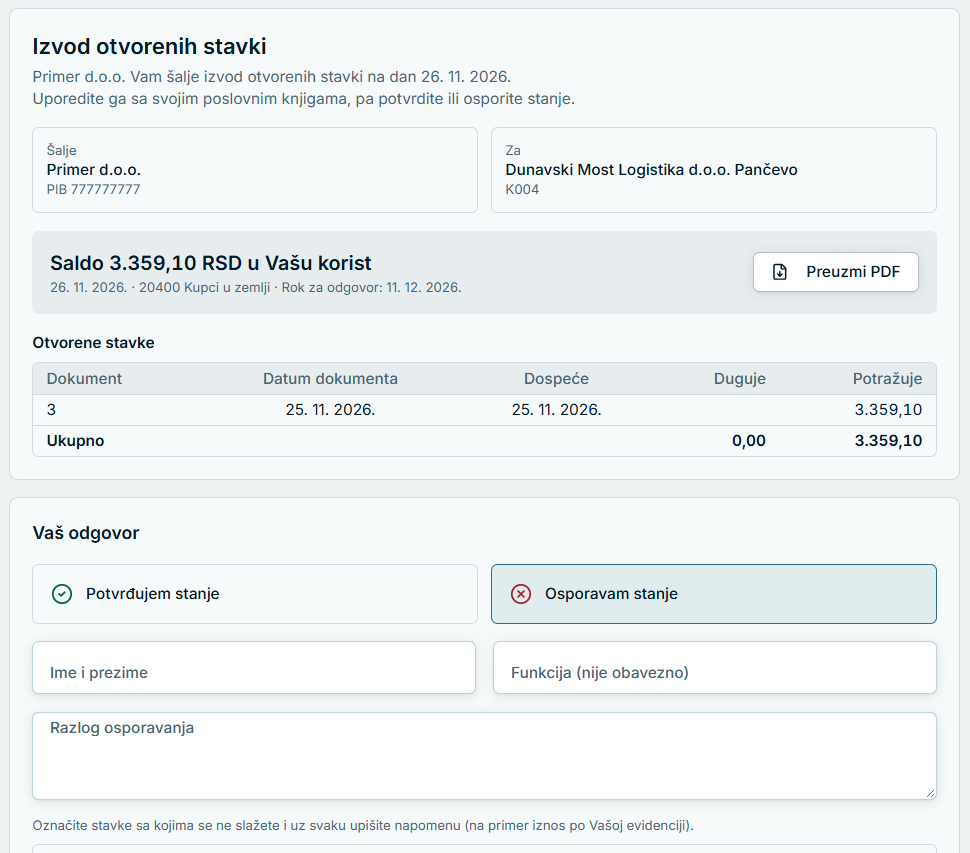 Izvod otvorenih stavki
Primer d.o.o. Vam šalje izvod otvorenih stavki na dan 26. 11. 2026.
Uporedite ga sa svojim poslovnim knjigama, pa potvrdite ili osporite stanje.
Šalje
Primer d.o.o.
PIB 777777777
Za
Dunavski Most Logistika d.o.o. Pančevo
K004
Saldo 3.359,10 RSD u Vašu korist
26. 11. 2026. · 20400 Kupci u zemlji · Rok za odgovor: 11. 12. 2026.
Preuzmi PDF
Otvorene stavke
Dokument Datum dokumenta Dospeće Duguje Potražuje
3 25. 11. 2026. 25. 11. 2026. 3.359,10
Ukupno 0,00 3.359,10
Vaš odgovor
Potvrđujem stanje
Osporavam stanje
Ime i prezime
Funkcija (nije obavezno)
Razlog osporavanja
Označite stavke sa kojima se ne slažete i uz svaku upišite napomenu (na primer iznos po Vašoj evidenciji).